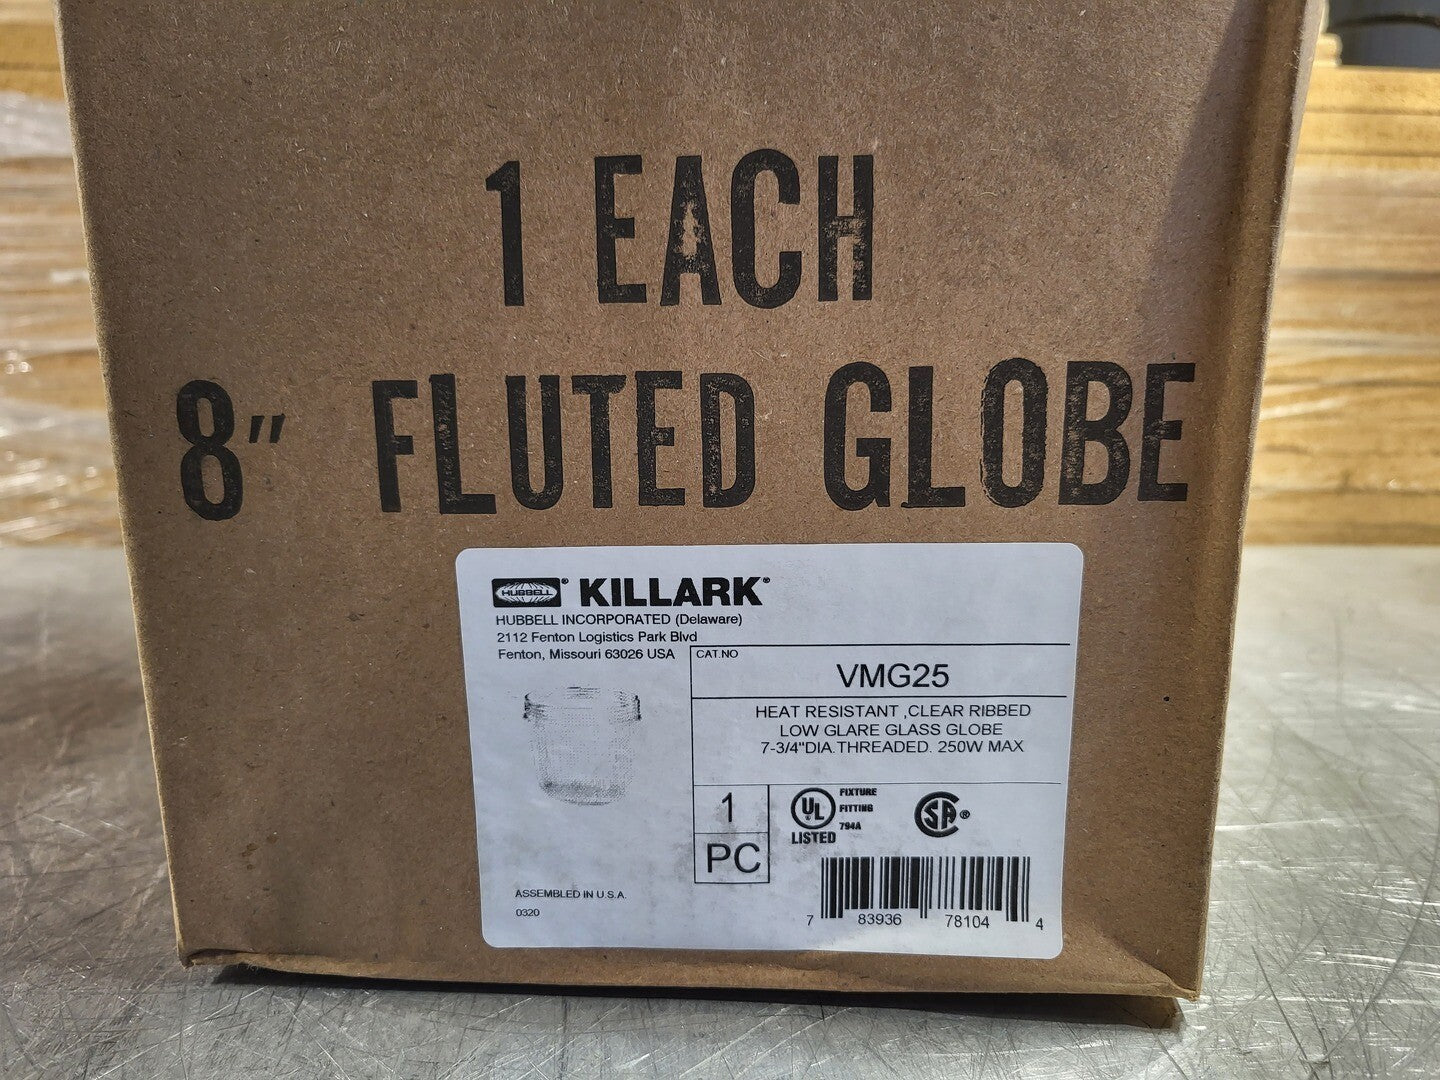 1 EACH
8" FLUTED GLOBE
HUBBELL® KILLARK®
HUBBELL INCORPORATED (Delaware)
2112 Fenton Logistics Park Blvd
Fenton, Missouri 63026 USA
CAT.NO
VMG25
HEAT RESISTANT ,CLEAR RIBBED
LOW GLARE GLASS GLOBE
7-3/4"DIA.THREADED. 250W MAX
1
PC
UL
LISTED
FIXTURE
FITTING
794A
SA®
ASSEMBLED IN U.S.A.
0320
7 83936 78104 4